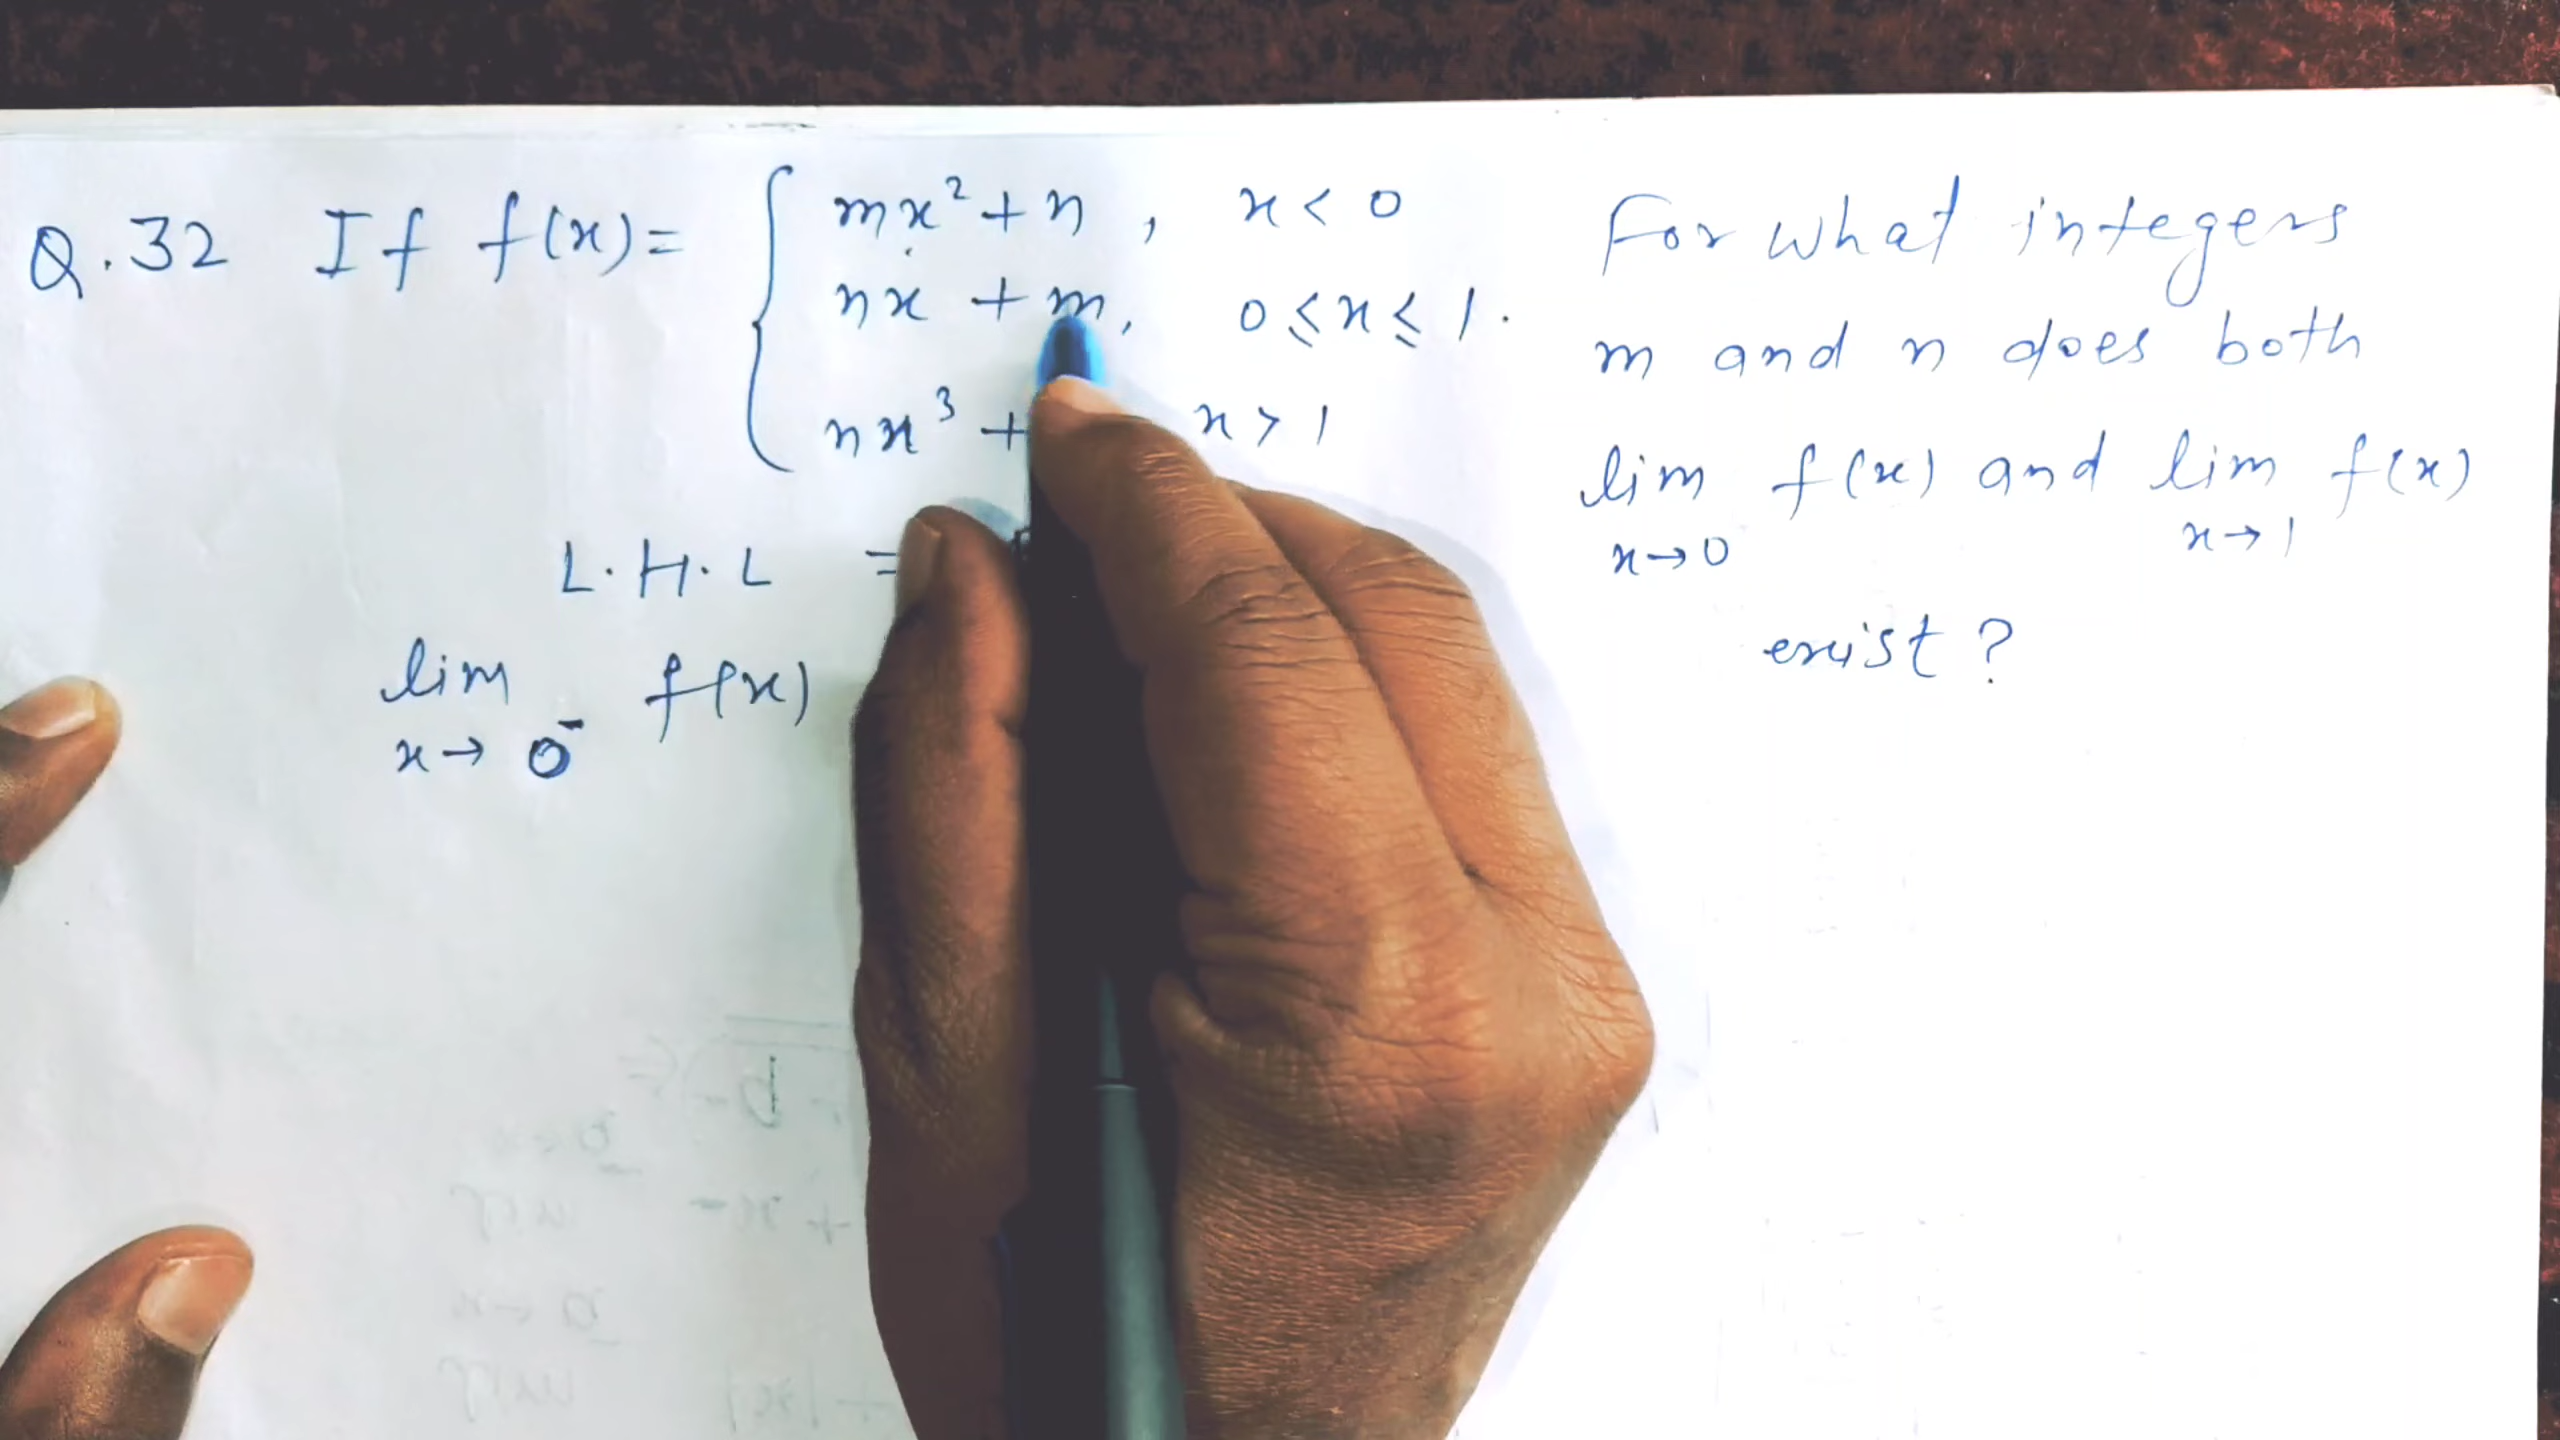 Q.32 If f(x)= { mx²+n, x<0
nx+m, 0≤x≤1.
nx³+ x>1
For what integers
m and n does both
lim f(x) and lim f(x)
x→0 x→1
exist?
L.H.L =
lim f(x)
x→0⁻